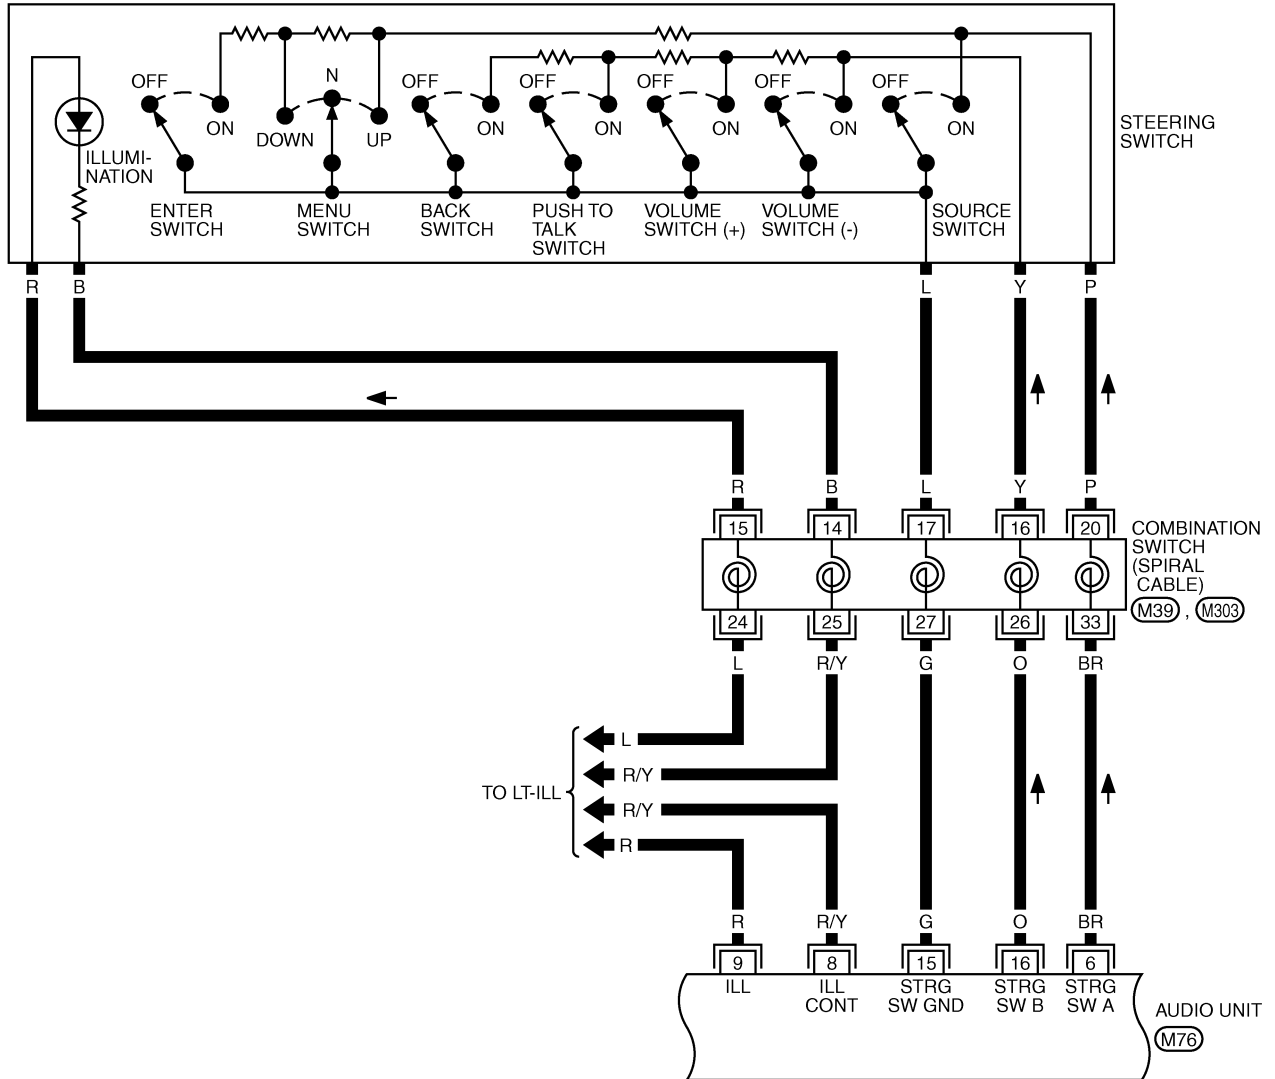 OFF
ON
DOWN
N
UP
OFF
ON
OFF
ON
OFF
ON
OFF
ON
OFF
ON
ILLUMI-
NATION
ENTER
SWITCH
MENU
SWITCH
BACK
SWITCH
PUSH TO
TALK
SWITCH
VOLUME
SWITCH (+)
VOLUME
SWITCH (-)
SOURCE
SWITCH
STEERING
SWITCH
R B L Y P
R B L Y P
15 14 17 16 20
COMBINATION
SWITCH
(SPIRAL
CABLE)
M39 , M303
24 25 27 26 33
L R/Y G O BR
L
R/Y
TO LT-ILL
R/Y
R
R R/Y G O BR
9 8 15 16 6
ILL
ILL
CONT
STRG
SW GND
STRG
SW B
STRG
SW A
AUDIO UNIT
M76